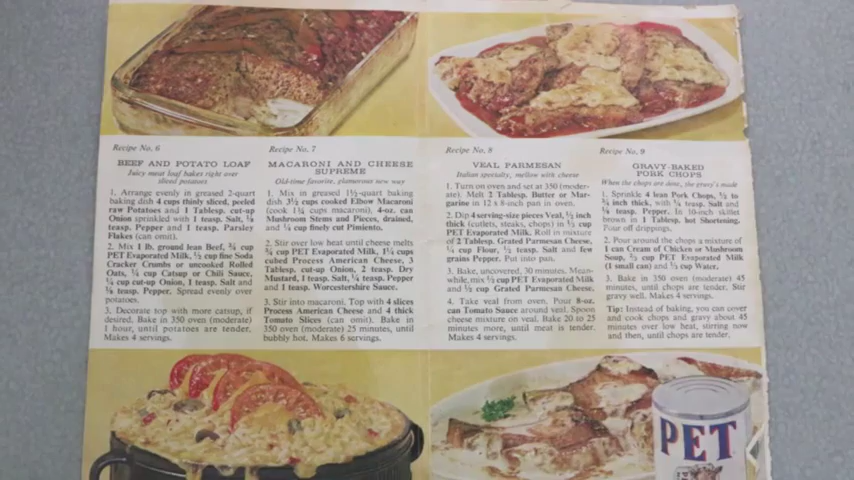 Recipe No. 6
BEEF AND POTATO LOAF
Juicy meat loaf bakes right over
sliced potatoes
1. Arrange evenly in greased 2-quart
baking dish 4 cups thinly sliced, peeled
raw Potatoes and 1 Tablesp. cut-up
Onion sprinkled with 1 teasp. Salt, ⅛
teasp. Pepper and 1 teasp. Parsley
Flakes (can omit).
2. Mix 1 lb. ground lean Beef, ¾ cup
PET Evaporated Milk, ½ cup fine Soda
Cracker Crumbs or uncooked Rolled
Oats, ¼ cup Catsup or Chili Sauce,
¼ cup cut-up Onion, 1 teasp. Salt and
⅛ teasp. Pepper. Spread evenly over
potatoes.
3. Decorate top with more catsup, if
desired. Bake in 350 oven (moderate)
1 hour, until potatoes are tender.
Makes 4 servings.
Recipe No. 7
MACARONI AND CHEESE
SUPREME
Old-time favorite, glamorous new way
1. Mix in greased 1½-quart baking
dish 3½ cups cooked Elbow Macaroni
(cook 1¾ cups macaroni), 4-oz. can
Mushroom Stems and Pieces, drained,
and ¼ cup finely cut Pimiento.
2. Stir over low heat until cheese melts
¾ cup PET Evaporated Milk, 1¼ cups
cubed Process American Cheese, 3
Tablesp. cut-up Onion, 2 teasp. Dry
Mustard, 1 teasp. Salt, ¼ teasp. Pepper
and 1 teasp. Worcestershire Sauce.
3. Stir into macaroni. Top with 4 slices
Process American Cheese and 4 thick
Tomato Slices (can omit). Bake in
350 oven (moderate) 25 minutes, until
bubbly hot. Makes 6 servings.
Recipe No. 8
VEAL PARMESAN
Italian specialty, mellow with cheese
1. Turn on oven and set at 350 (moder-
ate). Melt 2 Tablesp. Butter or Mar-
garine in 12 x 8-inch pan in oven.
2. Dip 4 serving-size pieces Veal, ½ inch
thick (cutlets, steaks, chops) in ½ cup
PET Evaporated Milk. Roll in mixture
of 2 Tablesp. Grated Parmesan Cheese,
¼ cup Flour, ½ teasp. Salt and few
grains Pepper. Put into pan.
3. Bake, uncovered, 30 minutes. Mean-
while, mix ½ cup PET Evaporated Milk
and ½ cup Grated Parmesan Cheese.
4. Take veal from oven. Pour 8-oz.
can Tomato Sauce around veal. Spoon
cheese mixture on veal. Bake 20 to 25
minutes more, until meat is tender.
Makes 4 servings.
Recipe No. 9
GRAVY-BAKED
PORK CHOPS
When the chops are done, the gravy's made
1. Sprinkle 4 lean Pork Chops, ½ to
¾ inch thick, with ¼ teasp. Salt and
⅛ teasp. Pepper. In 10-inch skillet
brown in 1 Tablesp. hot Shortening.
Pour off drippings.
2. Pour around the chops a mixture of
1 can Cream of Chicken or Mushroom
Soup, ⅔ cup PET Evaporated Milk
(1 small can) and ½ cup Water.
3. Bake in 350 oven (moderate) 45
minutes, until chops are tender. Stir
gravy well. Makes 4 servings.
Tip: Instead of baking, you can cover
and cook chops and gravy about 45
minutes over low heat, stirring now
and then, until chops are tender.
PET